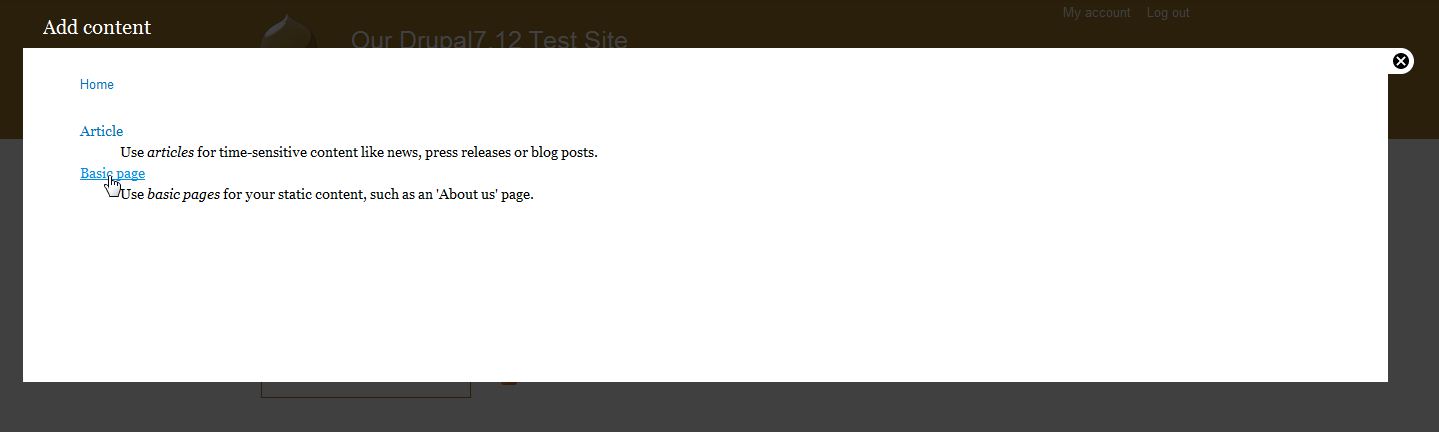 My account Log out
Add content
Our Drupal7.12 Test Site
Home
Article
Use articles for time-sensitive content like news, press releases or blog posts.
Basic page
Use basic pages for your static content, such as an 'About us' page.